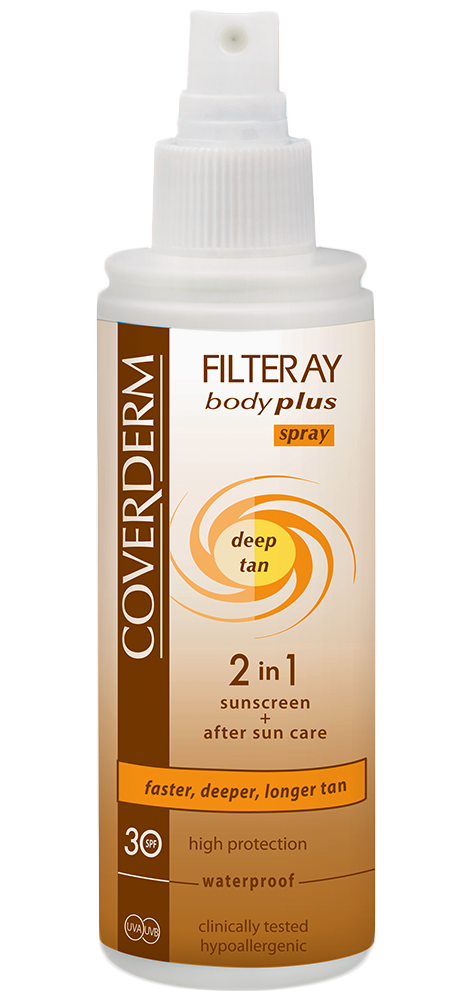 COVERDERM
FILTERAY
body plus
spray
deep
tan
2 in 1
sunscreen
+
after sun care
faster, deeper, longer tan
30 SPF
high protection
waterproof
UVA UVB
clinically tested
hypoallergenic